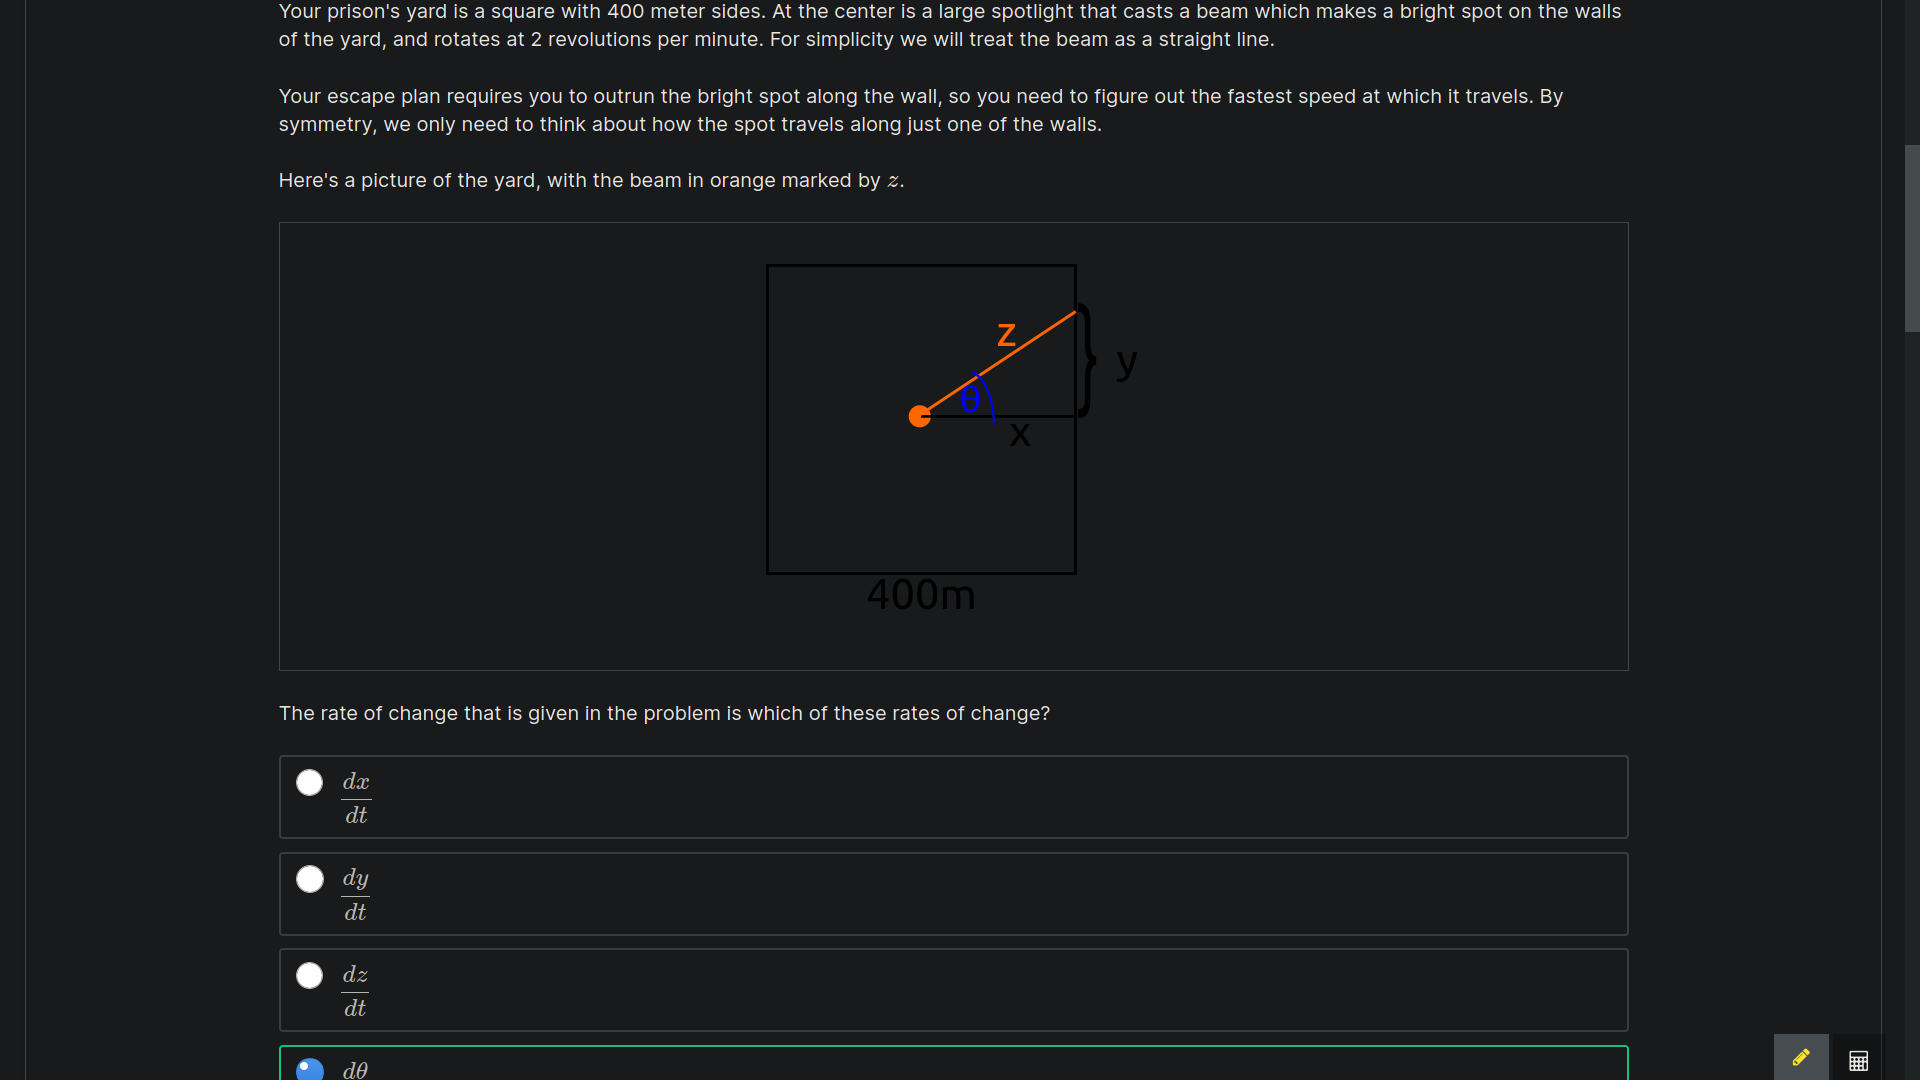 Your prison's yard is a square with 400 meter sides. At the center is a large spotlight that casts a beam which makes a bright spot on the walls
of the yard, and rotates at 2 revolutions per minute. For simplicity we will treat the beam as a straight line.
Your escape plan requires you to outrun the bright spot along the wall, so you need to figure out the fastest speed at which it travels. By
symmetry, we only need to think about how the spot travels along just one of the walls.
Here's a picture of the yard, with the beam in orange marked by z.
z
y
θ
x
400m
The rate of change that is given in the problem is which of these rates of change?
dx
dt
dy
dt
dz
dt
dθ